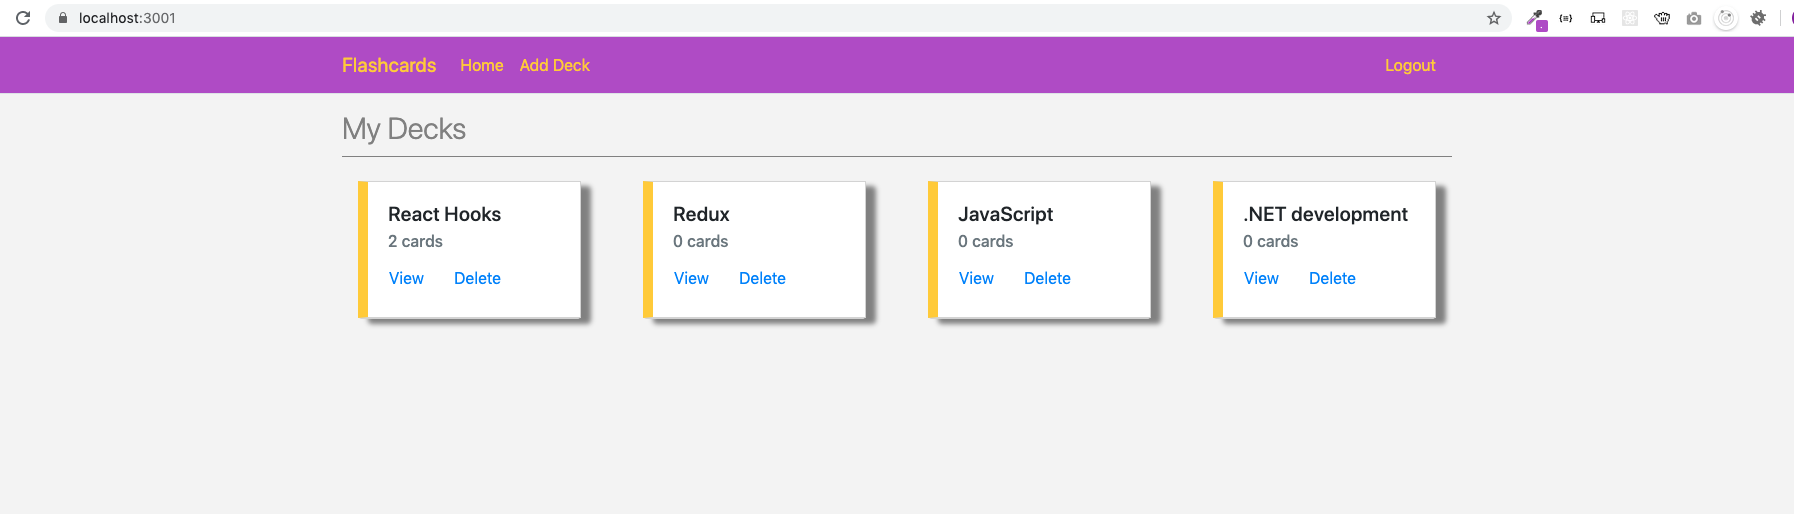 localhost:3001
Flashcards Home Add Deck Logout
My Decks
React Hooks Redux JavaScript .NET development
2 cards 0 cards 0 cards 0 cards
View Delete View Delete View Delete View Delete